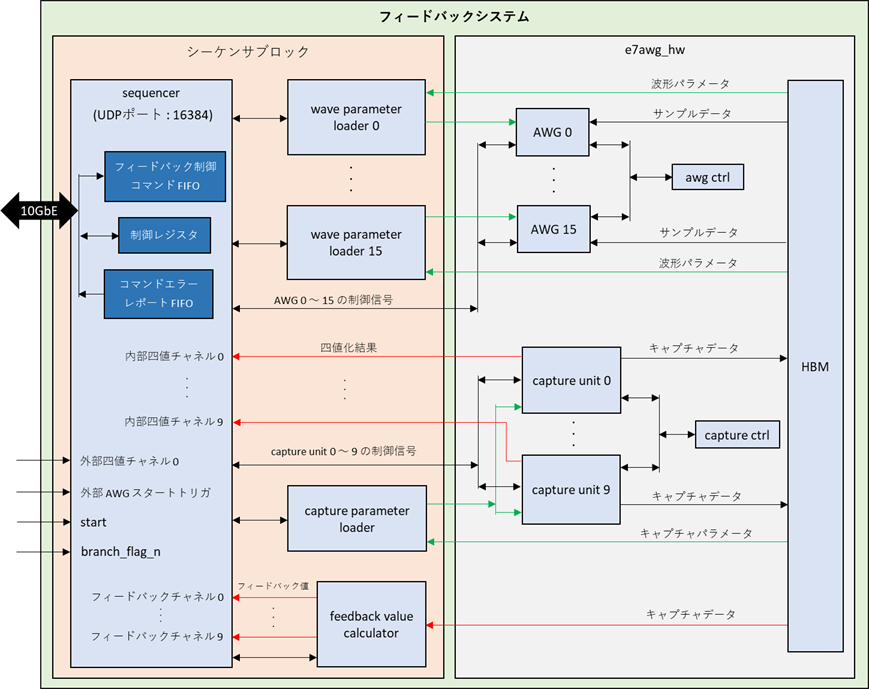 フィードバックシステム
シーケンサブロック
e7awg_hw
sequencer
(UDPポート : 16384)
フィードバック制御
コマンド FIFO
制御レジスタ
コマンドエラー
レポート FIFO
10GbE
wave parameter
loader 0
wave parameter
loader 15
AWG 0 ~ 15 の制御信号
波形パラメータ
サンプルデータ
AWG 0
awg ctrl
AWG 15
サンプルデータ
波形パラメータ
HBM
内部四値チャネル 0
四値化結果
内部四値チャネル 9
capture unit 0 ~ 9 の制御信号
外部四値チャネル 0
外部 AWG スタートトリガ
start
branch_flag_n
capture parameter
loader
キャプチャデータ
capture unit 0
capture ctrl
capture unit 9
キャプチャデータ
キャプチャパラメータ
フィードバックチャネル 0
フィードバックチャネル 9
フィードバック値
feedback value
calculator
キャプチャデータ